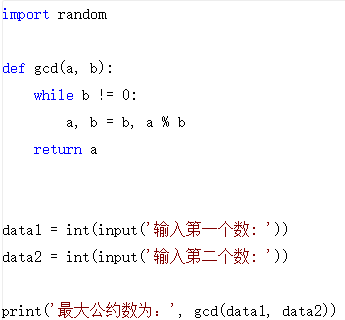 import random
def gcd(a, b):
    while b != 0:
        a, b = b, a % b
    return a
data1 = int(input('输入第一个数: '))
data2 = int(input('输入第二个数: '))
print('最大公约数为：', gcd(data1, data2))